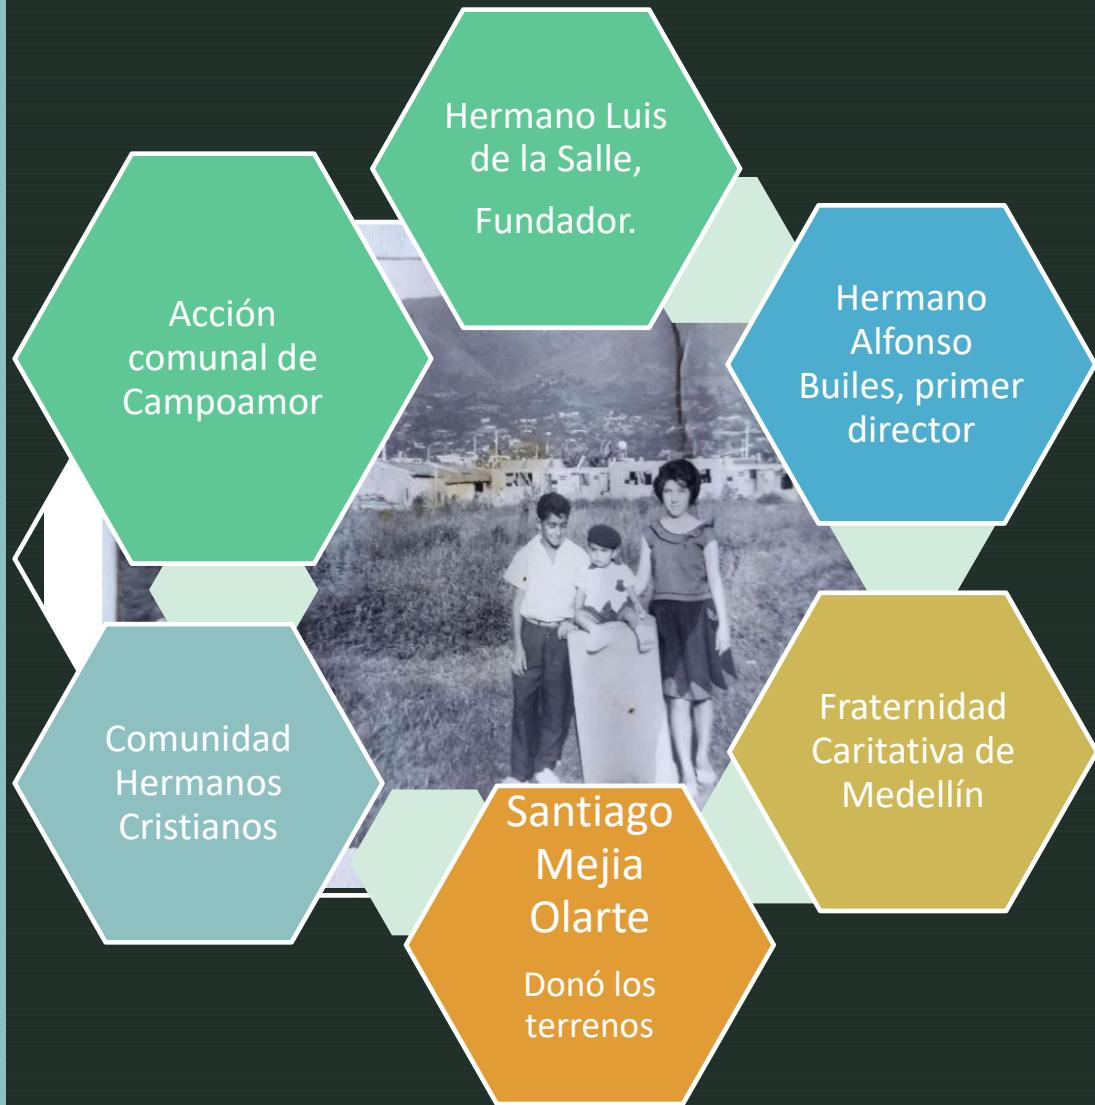 Hermano Luis
de la Salle,
Fundador.
Hermano
Alfonso
Builes, primer
director
Fraternidad
Caritativa de
Medellín
Santiago
Mejia
Olarte
Donó los
terrenos
Comunidad
Hermanos
Cristianos
Acción
comunal de
Campoamor